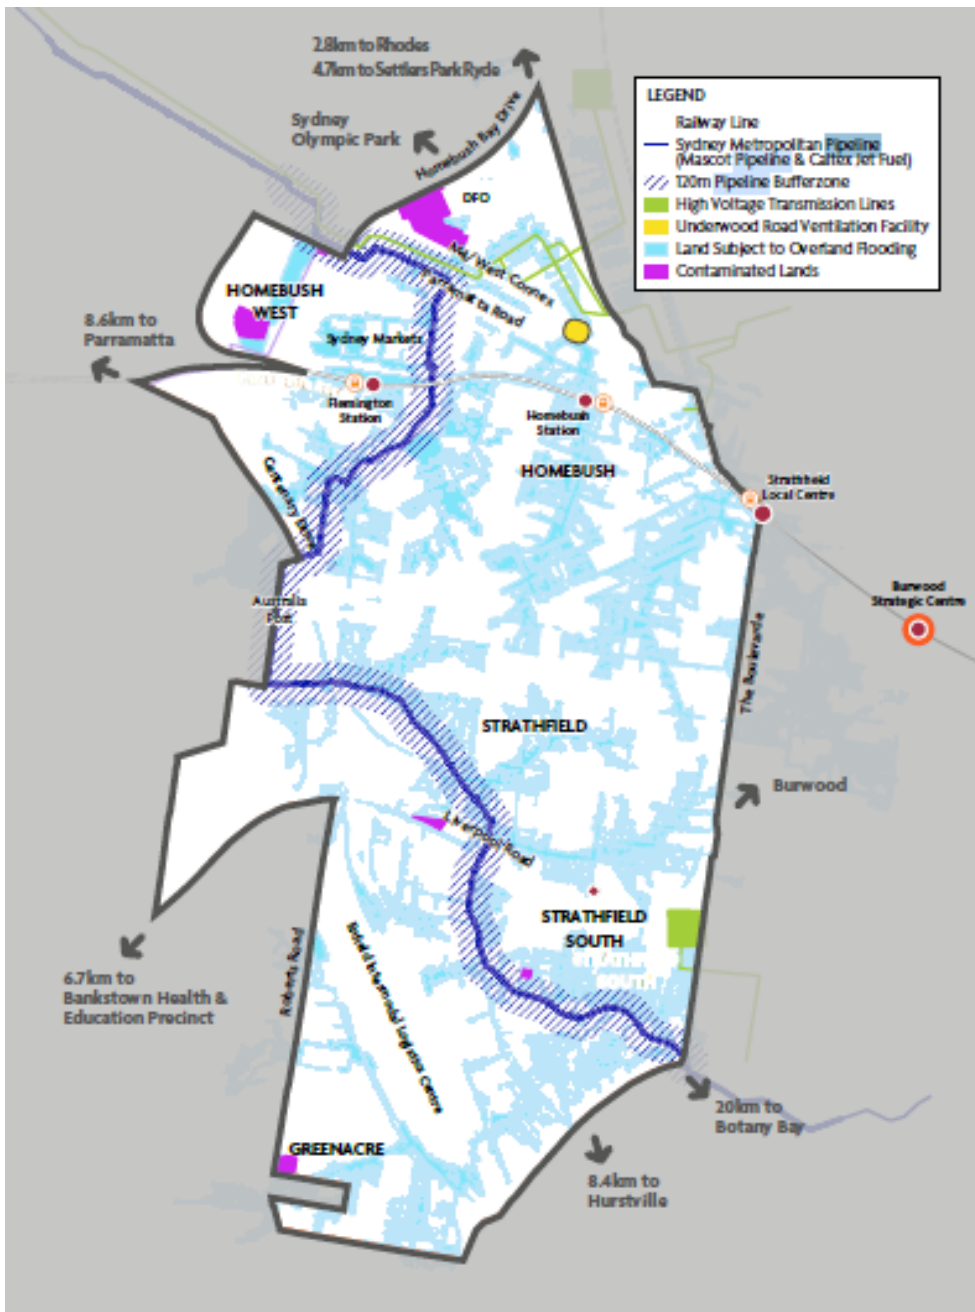 2.8km to Rhodes
4.7km to Settlers Park Ryde
Sydney
Olympic Park
Homebush Bay Drive
LEGEND
Railway Line
Sydney Metropolitan Pipeline
(Mascot Pipeline & Caltex Jet Fuel)
120m Pipeline Bufferzone
High Voltage Transmission Lines
Underwood Road Ventilation Facility
Land Subject to Overland Flooding
Contaminated Lands
DFO
M4/West Connex
Parramatta Road
HOMEBUSH
WEST
8.6km to
Parramatta
Sydney Markets
Flemington
Station
Homebush
Station
HOMEBUSH
Centenary Drive
Strathfield
Local Centre
Burwood
Strategic Centre
Australia
Post
The Boulevarde
STRATHFIELD
Burwood
Liverpool Road
STRATHFIELD
SOUTH
SOUTH
6.7km to
Bankstown Health &
Education Precinct
Roberts Road
Enfield Intermodal Logistics Centre
20km to
Botany Bay
GREENACRE
8.4km to
Hurstville